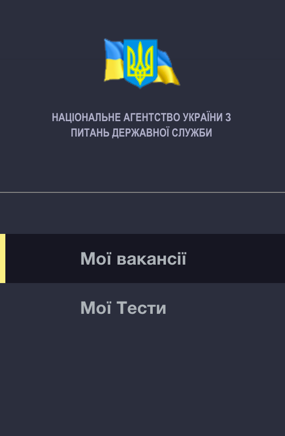 НАЦІОНАЛЬНЕ АГЕНТСТВО УКРАЇНИ З
ПИТАНЬ ДЕРЖАВНОЇ СЛУЖБИ
Мої вакансії
Мої Тести